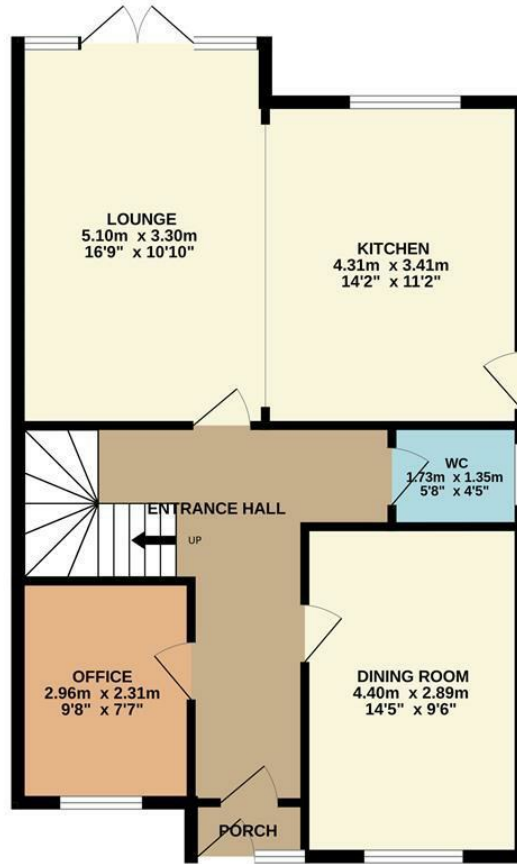 LOUNGE
5.10m x 3.30m
16'9" x 10'10"
KITCHEN
4.31m x 3.41m
14'2" x 11'2"
WC
1.73m x 1.35m
5'8" x 4'5"
ENTRANCE HALL
UP
OFFICE
2.96m x 2.31m
9'8" x 7'7"
DINING ROOM
4.40m x 2.89m
14'5" x 9'6"
PORCH